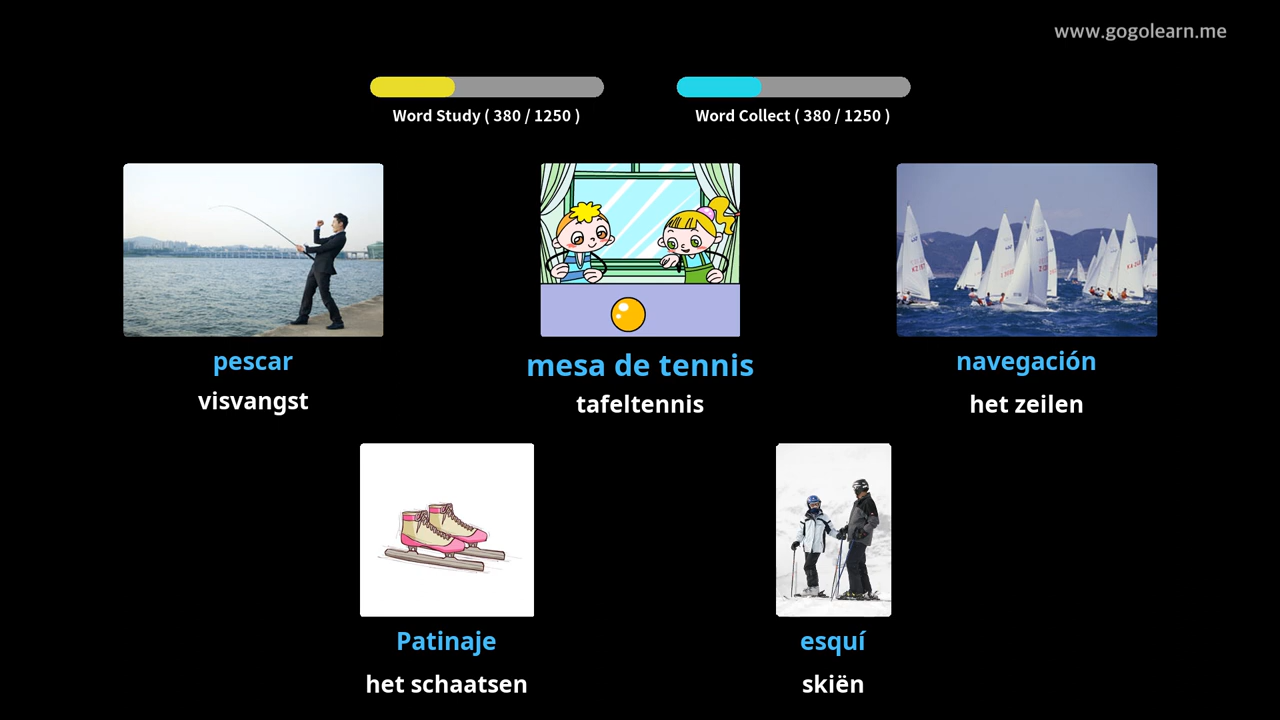 www.gogolearn.me
Word Study ( 380 / 1250 )
Word Collect ( 380 / 1250 )
pescar
mesa de tennis
navegación
visvangst
tafeltennis
het zeilen
Patinaje
esquí
het schaatsen
skiën